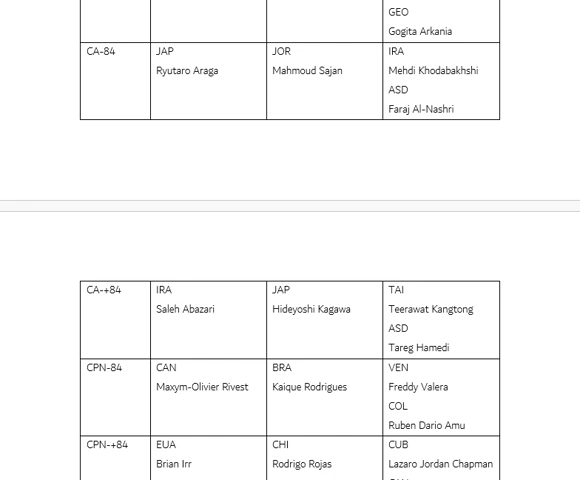 GEO
Gogita Arkania
CA-84
JAP
Ryutaro Araga
JOR
Mahmoud Sajan
IRA
Mehdi Khodabakhshi
ASD
Faraj Al-Nashri
CA-+84
IRA
Saleh Abazari
JAP
Hideyoshi Kagawa
TAI
Teerawat Kangtong
ASD
Tareg Hamedi
CPN-84
CAN
Maxym-Olivier Rivest
BRA
Kaique Rodrigues
VEN
Freddy Valera
COL
Ruben Dario Amu
CPN-+84
EUA
Brian Irr
CHI
Rodrigo Rojas
CUB
Lazaro Jordan Chapman